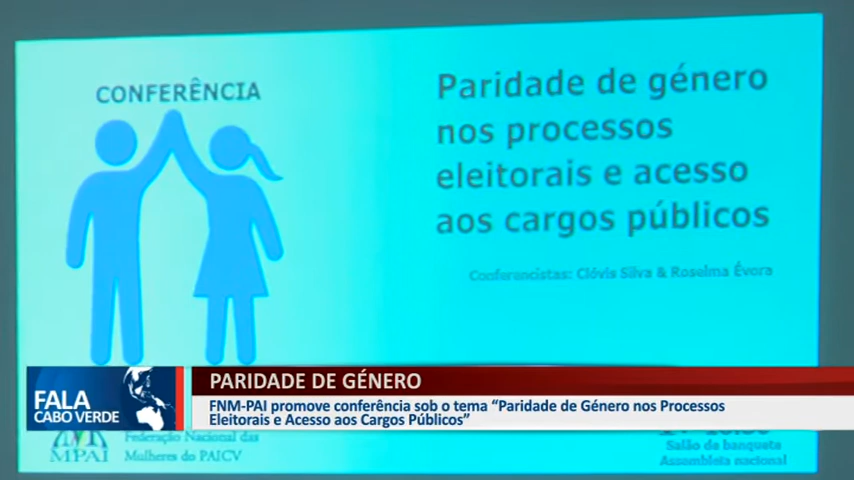 CONFERÊNCIA
Paridade de género
nos processos
eleitorais e acesso
aos cargos públicos
Conferencistas: Clóvis Silva & Roselma Évora
FALA
CABO VERDE
PARIDADE DE GÉNERO
FNM-PAI promove conferência sob o tema “Paridade de Género nos Processos
Eleitorais e Acesso aos Cargos Públicos”
MPAI
Federação Nacional das
Mulheres do PAICV
Salão de banquete
Assembleia nacional